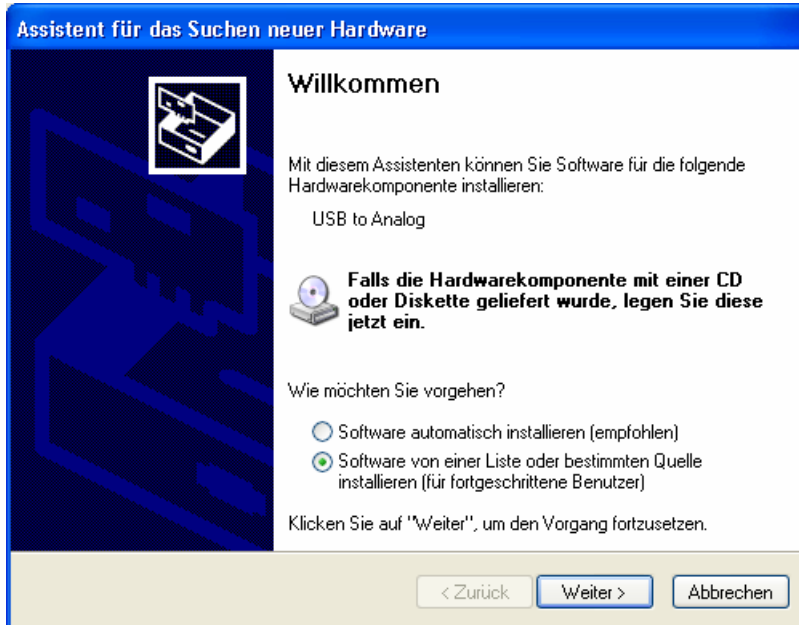 Assistent für das Suchen neuer Hardware
Willkommen
Mit diesem Assistenten können Sie Software für die folgende
Hardwarekomponente installieren:
USB to Analog
Falls die Hardwarekomponente mit einer CD
oder Diskette geliefert wurde, legen Sie diese
jetzt ein.
Wie möchten Sie vorgehen?
Software automatisch installieren (empfohlen)
Software von einer Liste oder bestimmten Quelle
installieren (für fortgeschrittene Benutzer)
Klicken Sie auf "Weiter", um den Vorgang fortzusetzen.
< Zurück Weiter > Abbrechen